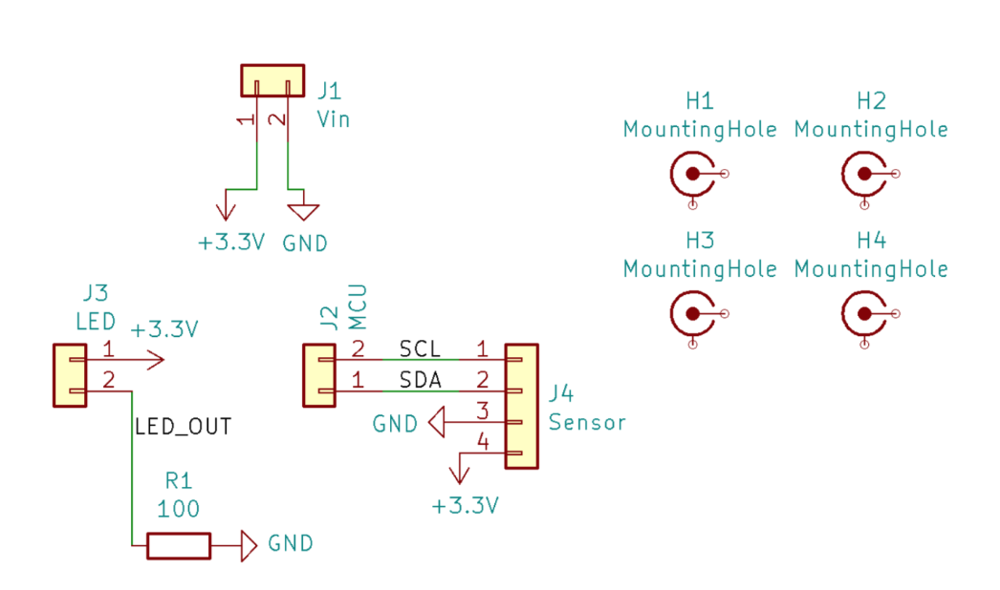 J1
Vin
1
2
+3.3V
GND
H1
MountingHole
H2
MountingHole
H3
MountingHole
H4
MountingHole
J3
LED
+3.3V
1
2
LED_OUT
R1
100
GND
J2
MCU
2
SCL
1
1
SDA
2
GND
3
4
+3.3V
J4
Sensor